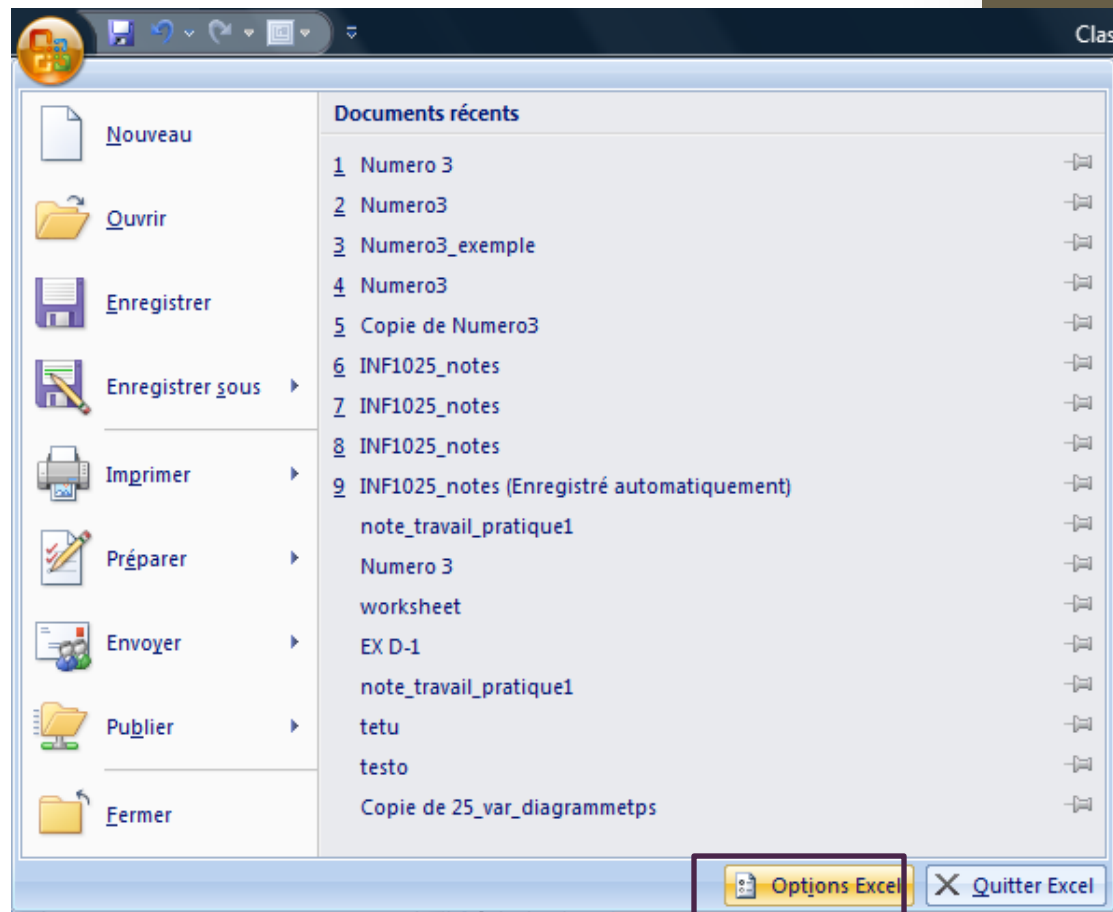 Clas
Nouveau
Ouvrir
Enregistrer
Enregistrer sous
Imprimer
Préparer
Envoyer
Publier
Fermer
Documents récents
1 Numero 3
2 Numero3
3 Numero3_exemple
4 Numero3
5 Copie de Numero3
6 INF1025_notes
7 INF1025_notes
8 INF1025_notes
9 INF1025_notes (Enregistré automatiquement)
note_travail_pratique1
Numero 3
worksheet
EX D-1
note_travail_pratique1
tetu
testo
Copie de 25_var_diagrammetps
Options Excel
Quitter Excel